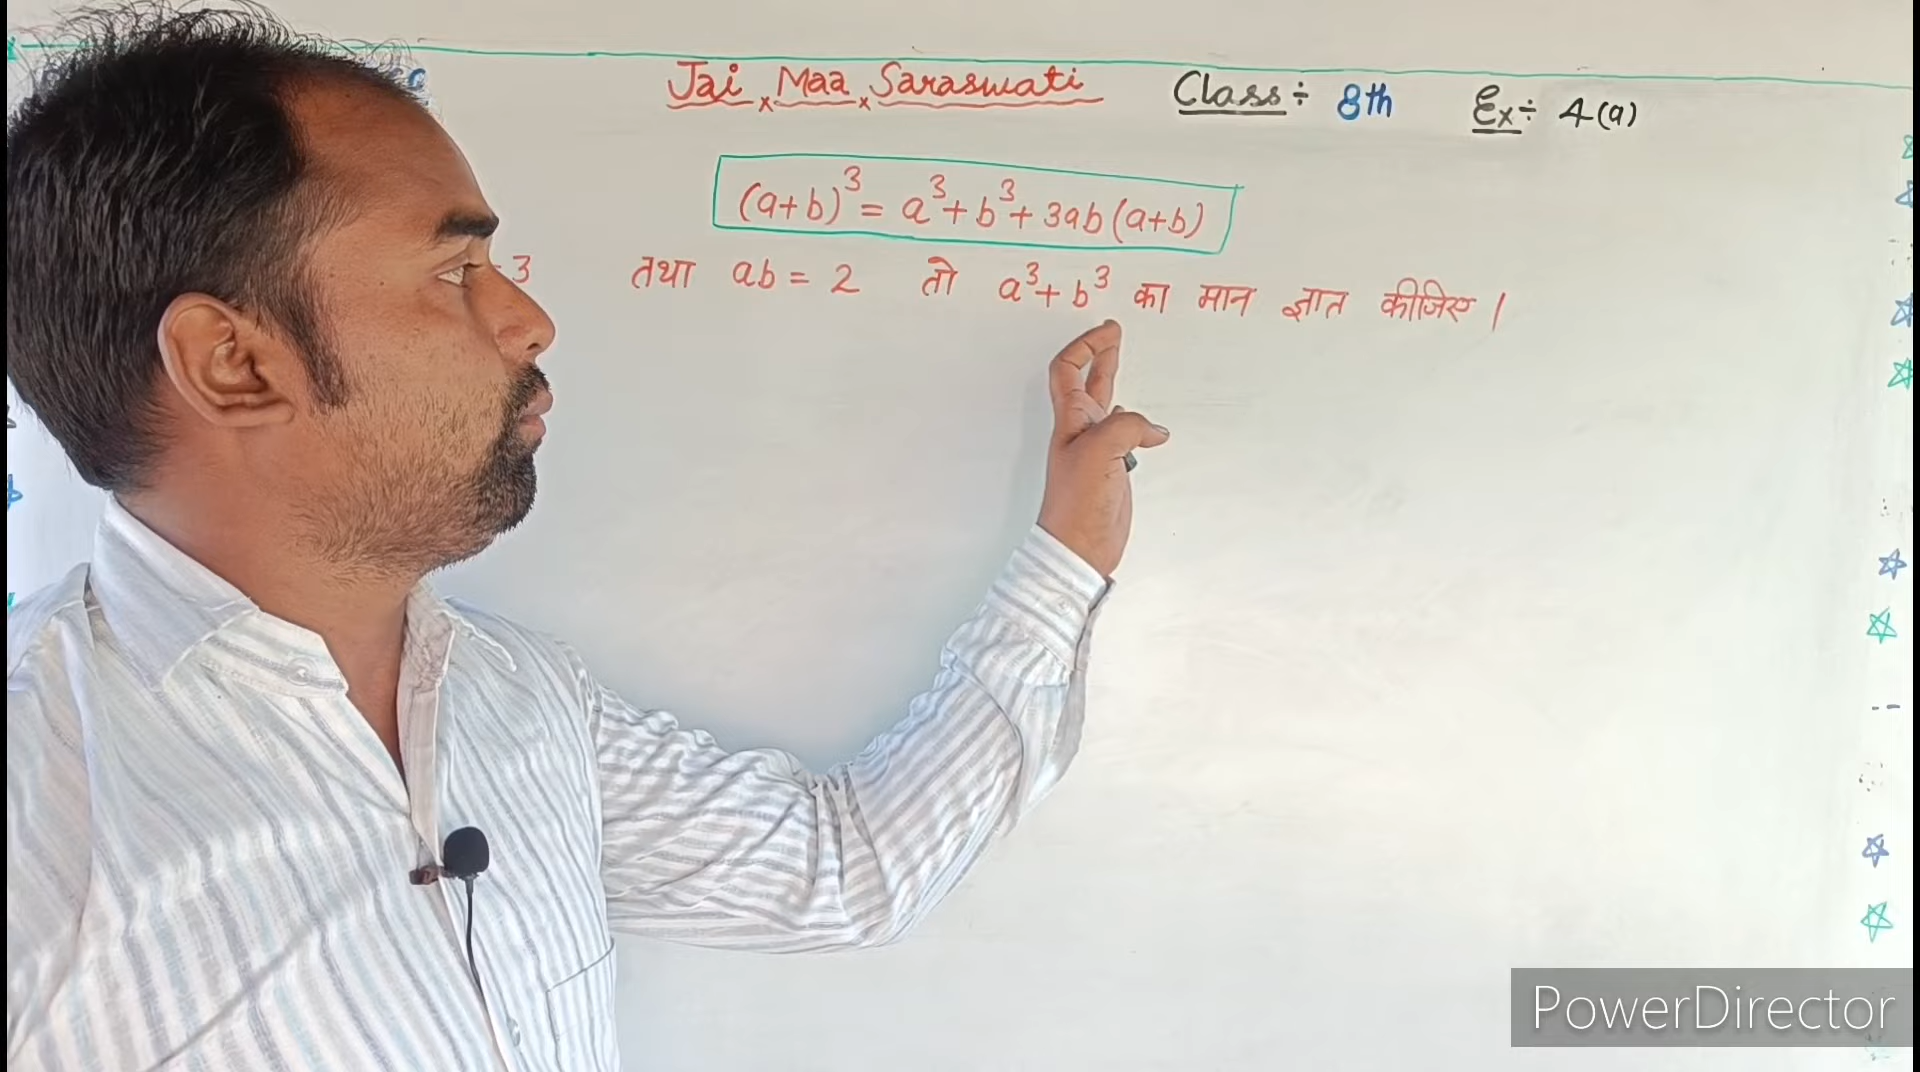 Jai Maa Saraswati Class÷ 8th Ex÷ 4(a)
(a+b)³ = a³+b³+3ab(a+b)
3 तथा ab = 2 तो a³+b³ का मान ज्ञात कीजिए।
PowerDirector